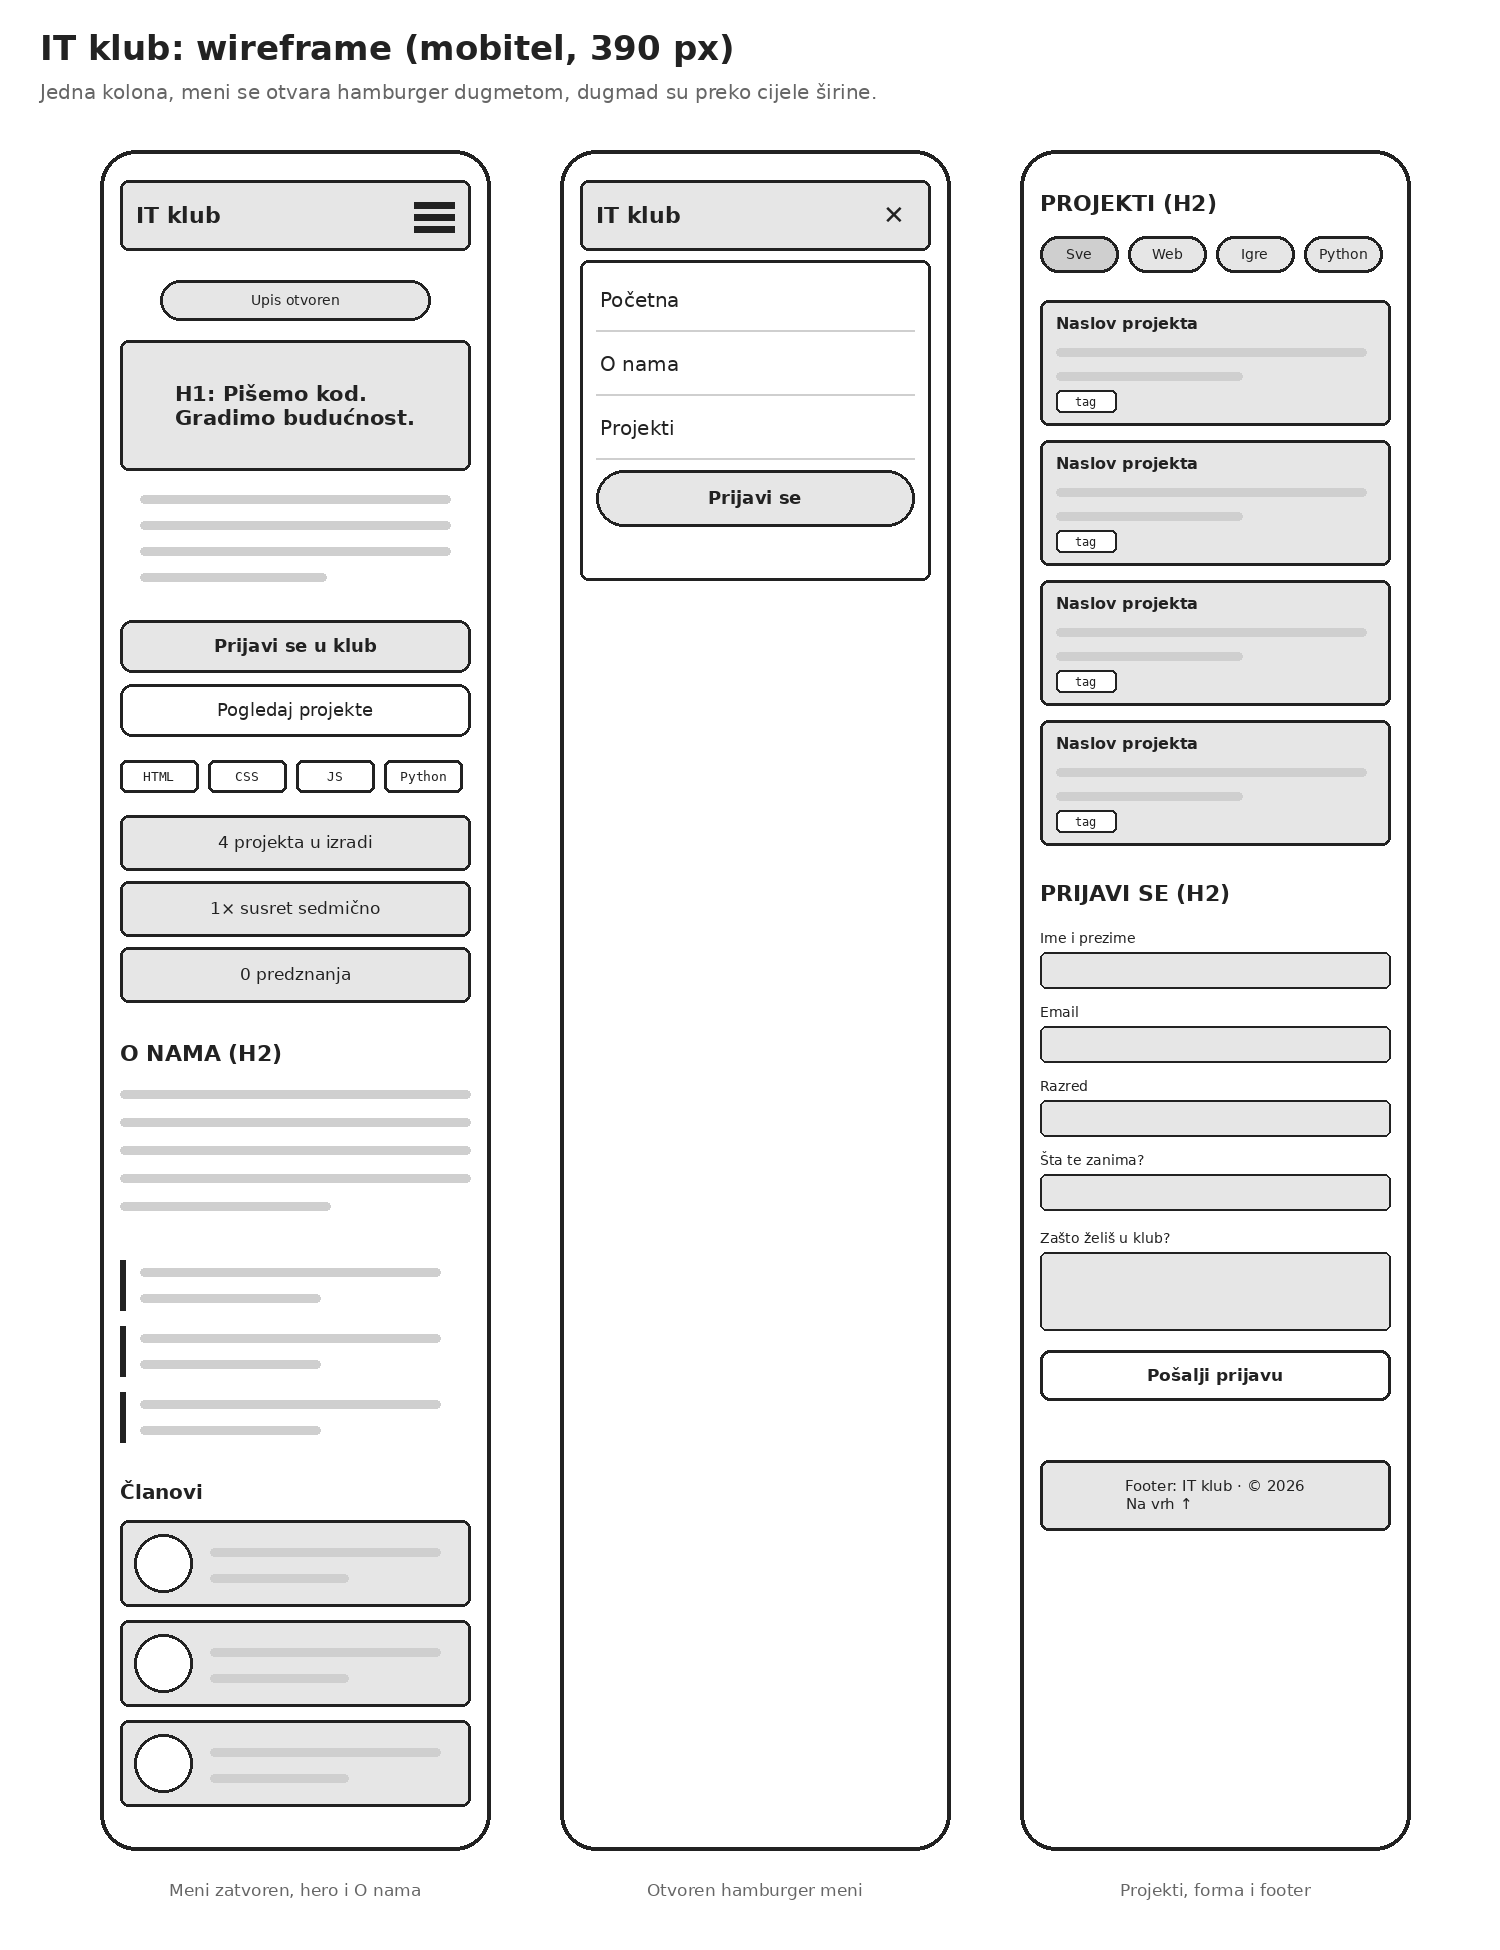 IT klub: wireframe (mobitel, 390 px)
Jedna kolona, meni se otvara hamburger dugmetom, dugmad su preko cijele širine.
IT klub
Upis otvoren
H1: Pišemo kod.
Gradimo budućnost.
Prijavi se u klub
Pogledaj projekte
HTML CSS JS Python
4 projekta u izradi
1× susret sedmično
0 predznanja
O NAMA (H2)
Članovi
Meni zatvoren, hero i O nama
IT klub ✕
Početna
O nama
Projekti
Prijavi se
Otvoren hamburger meni
PROJEKTI (H2)
Sve Web Igre Python
Naslov projekta
tag
Naslov projekta
tag
Naslov projekta
tag
Naslov projekta
tag
PRIJAVI SE (H2)
Ime i prezime
Email
Razred
Šta te zanima?
Zašto želiš u klub?
Pošalji prijavu
Footer: IT klub · © 2026
Na vrh ↑
Projekti, forma i footer